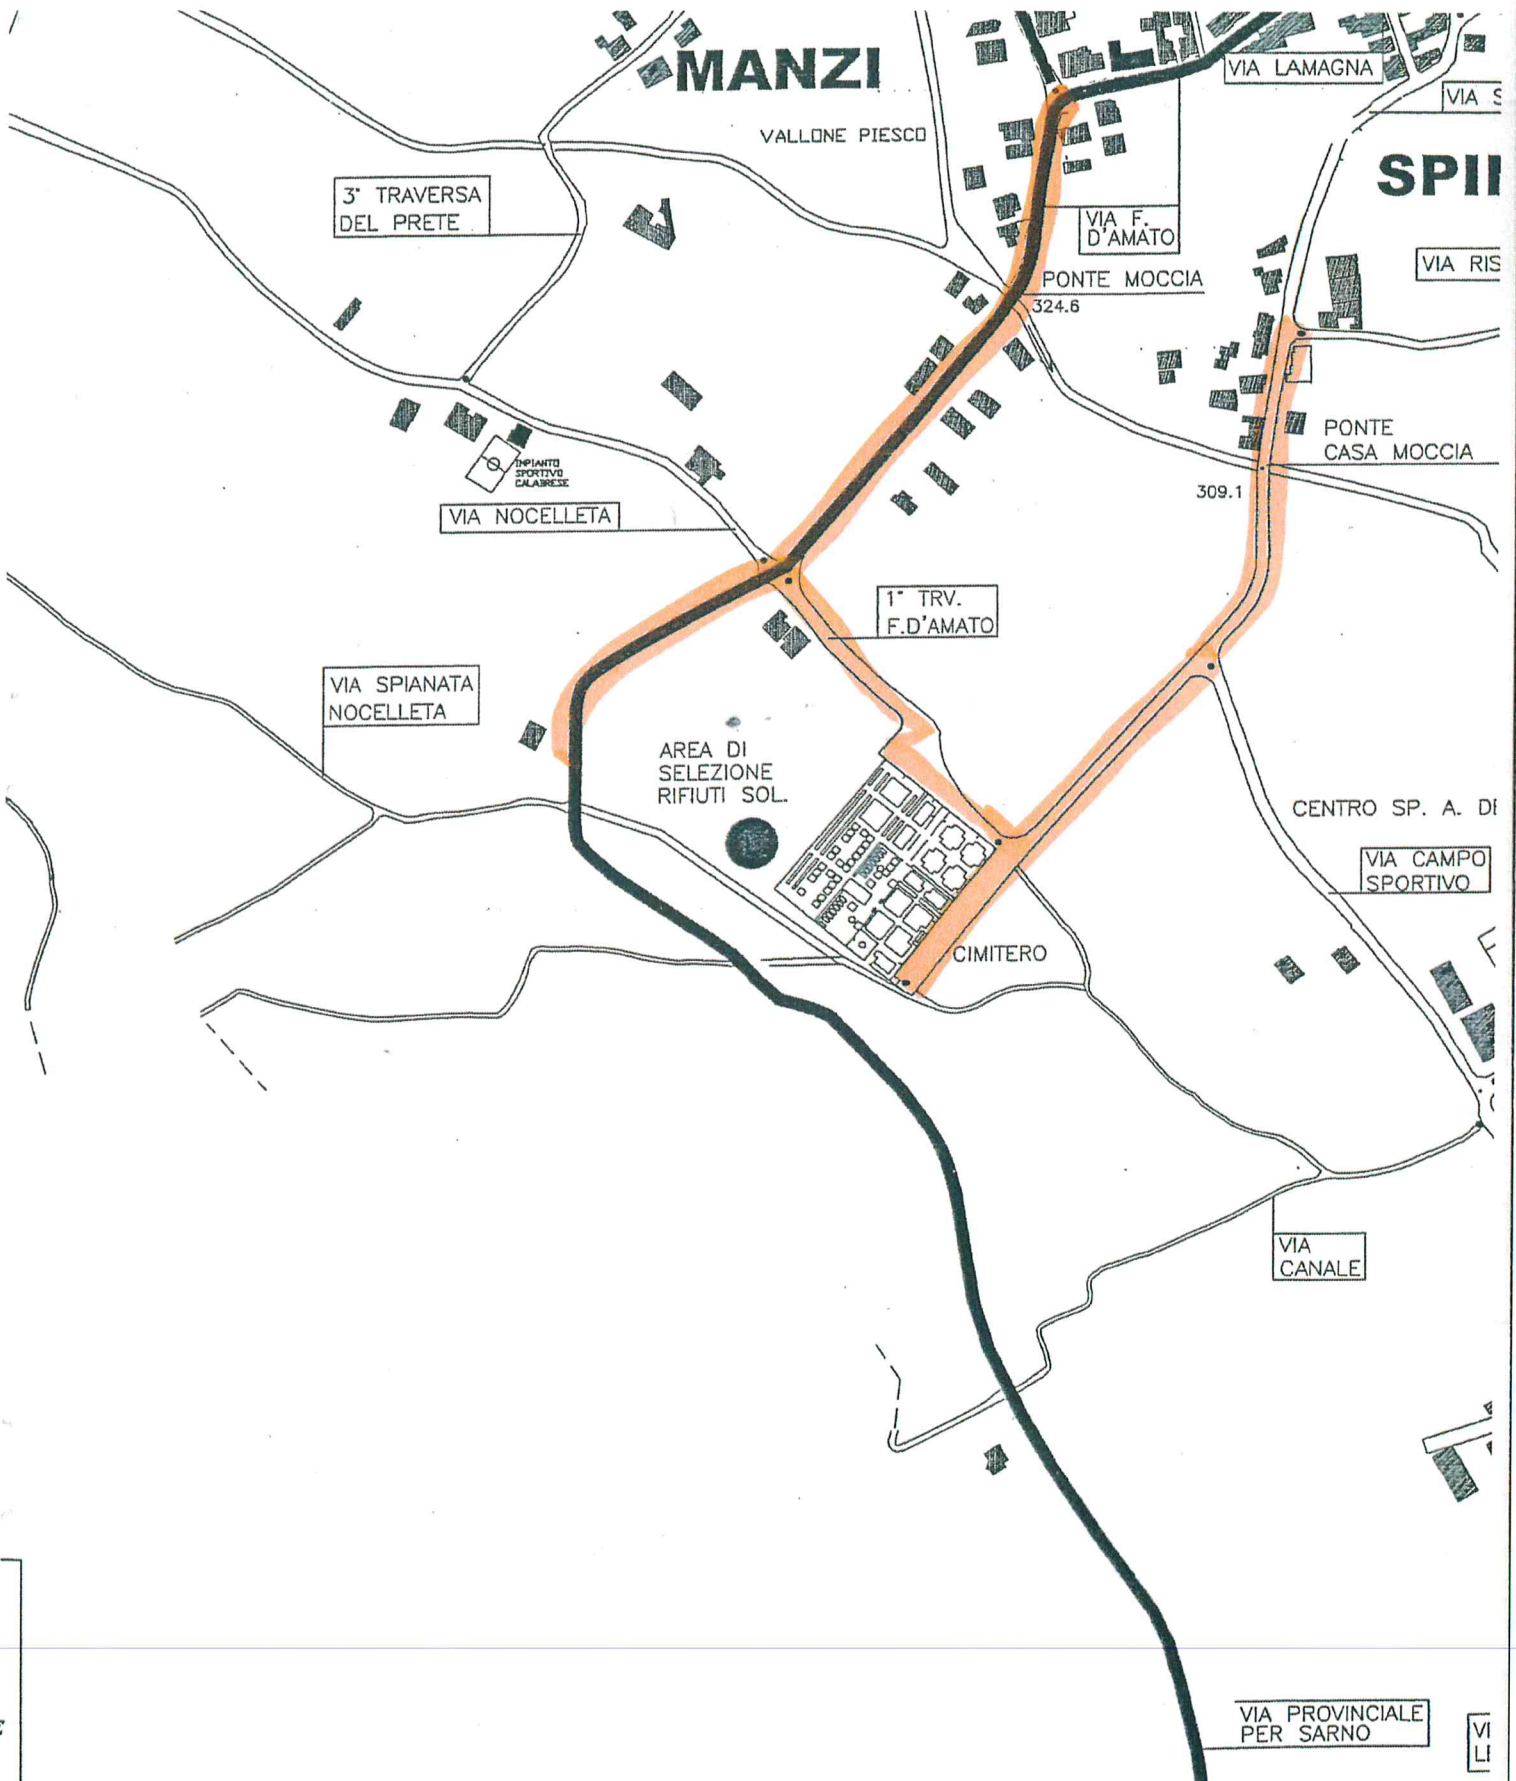 MANZI
VIA LAMAGNA
VIA S
VALLONE PIESCO
SPI
3° TRAVERSA
DEL PRETE
VIA F.
D'AMATO
VIA RIS
PONTE MOCCIA
324.6
PONTE
CASA MOCCIA
IMPIANTO
SPORTIVO
CALABRESE
309.1
VIA NOCELLETA
1° TRV.
F.D'AMATO
VIA SPIANATA
NOCELLETA
AREA DI
SELEZIONE
RIFIUTI SOL.
CENTRO SP. A. DE
VIA CAMPO
SPORTIVO
CIMITERO
VIA
CANALE
VIA PROVINCIALE
PER SARNO
VI
E